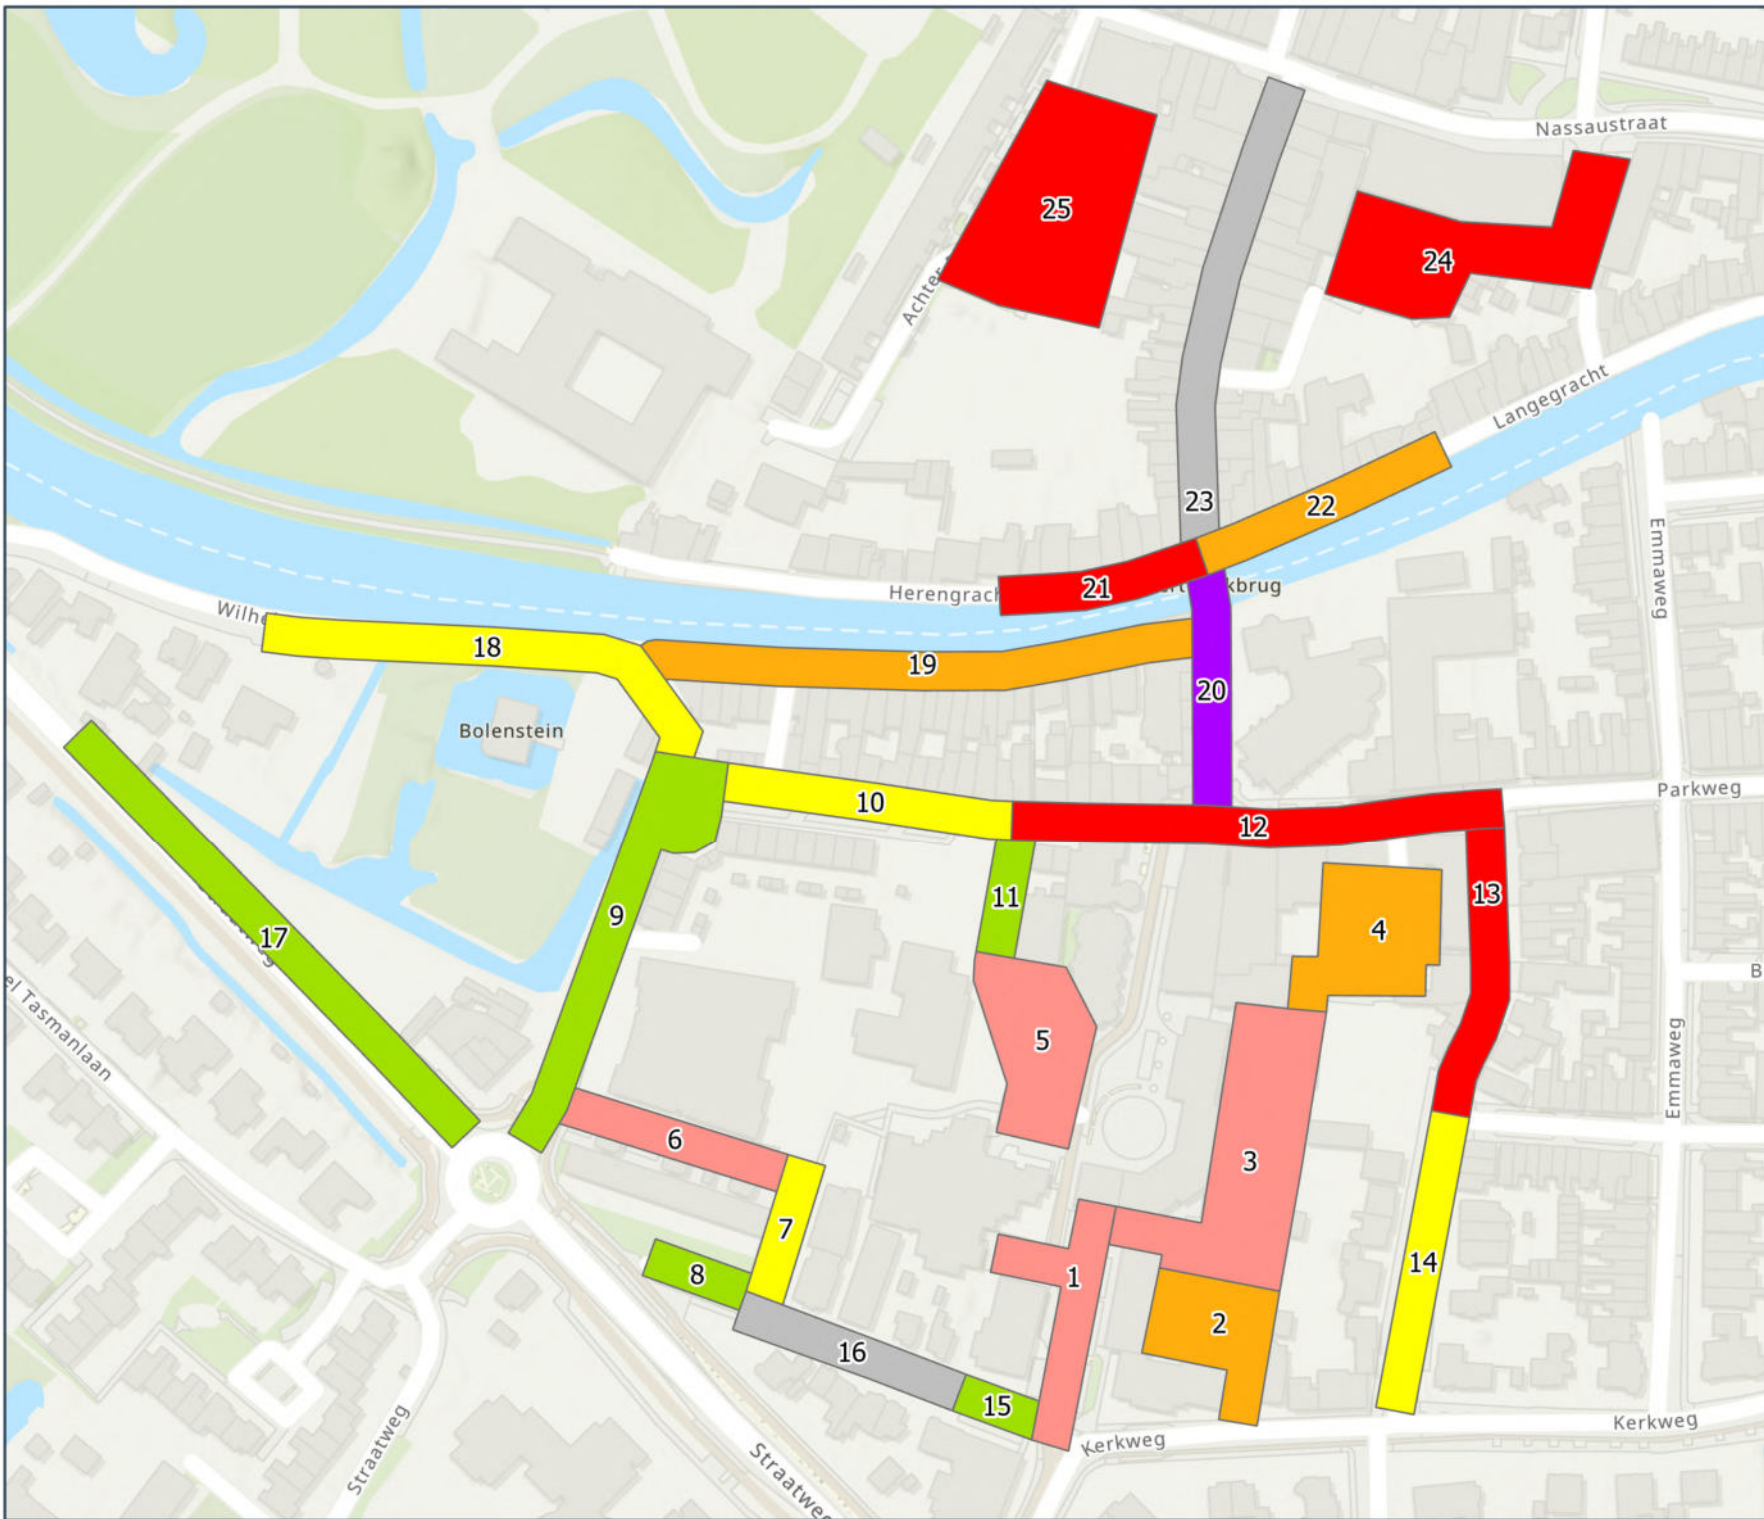 Nassaustraat
25
24
Achter
Langegracht
23
22
Emmaweg
Herengrach
21
kbrug
Wilhe
18
19
20
Bolenstein
Parkweg
10
12
11
13
9
4
17
el Tasmanlaan
B
5
Emmaweg
6
3
7
8
1
14
2
16
15
Straatweg
Kerkweg
Kerkweg
Straatweg